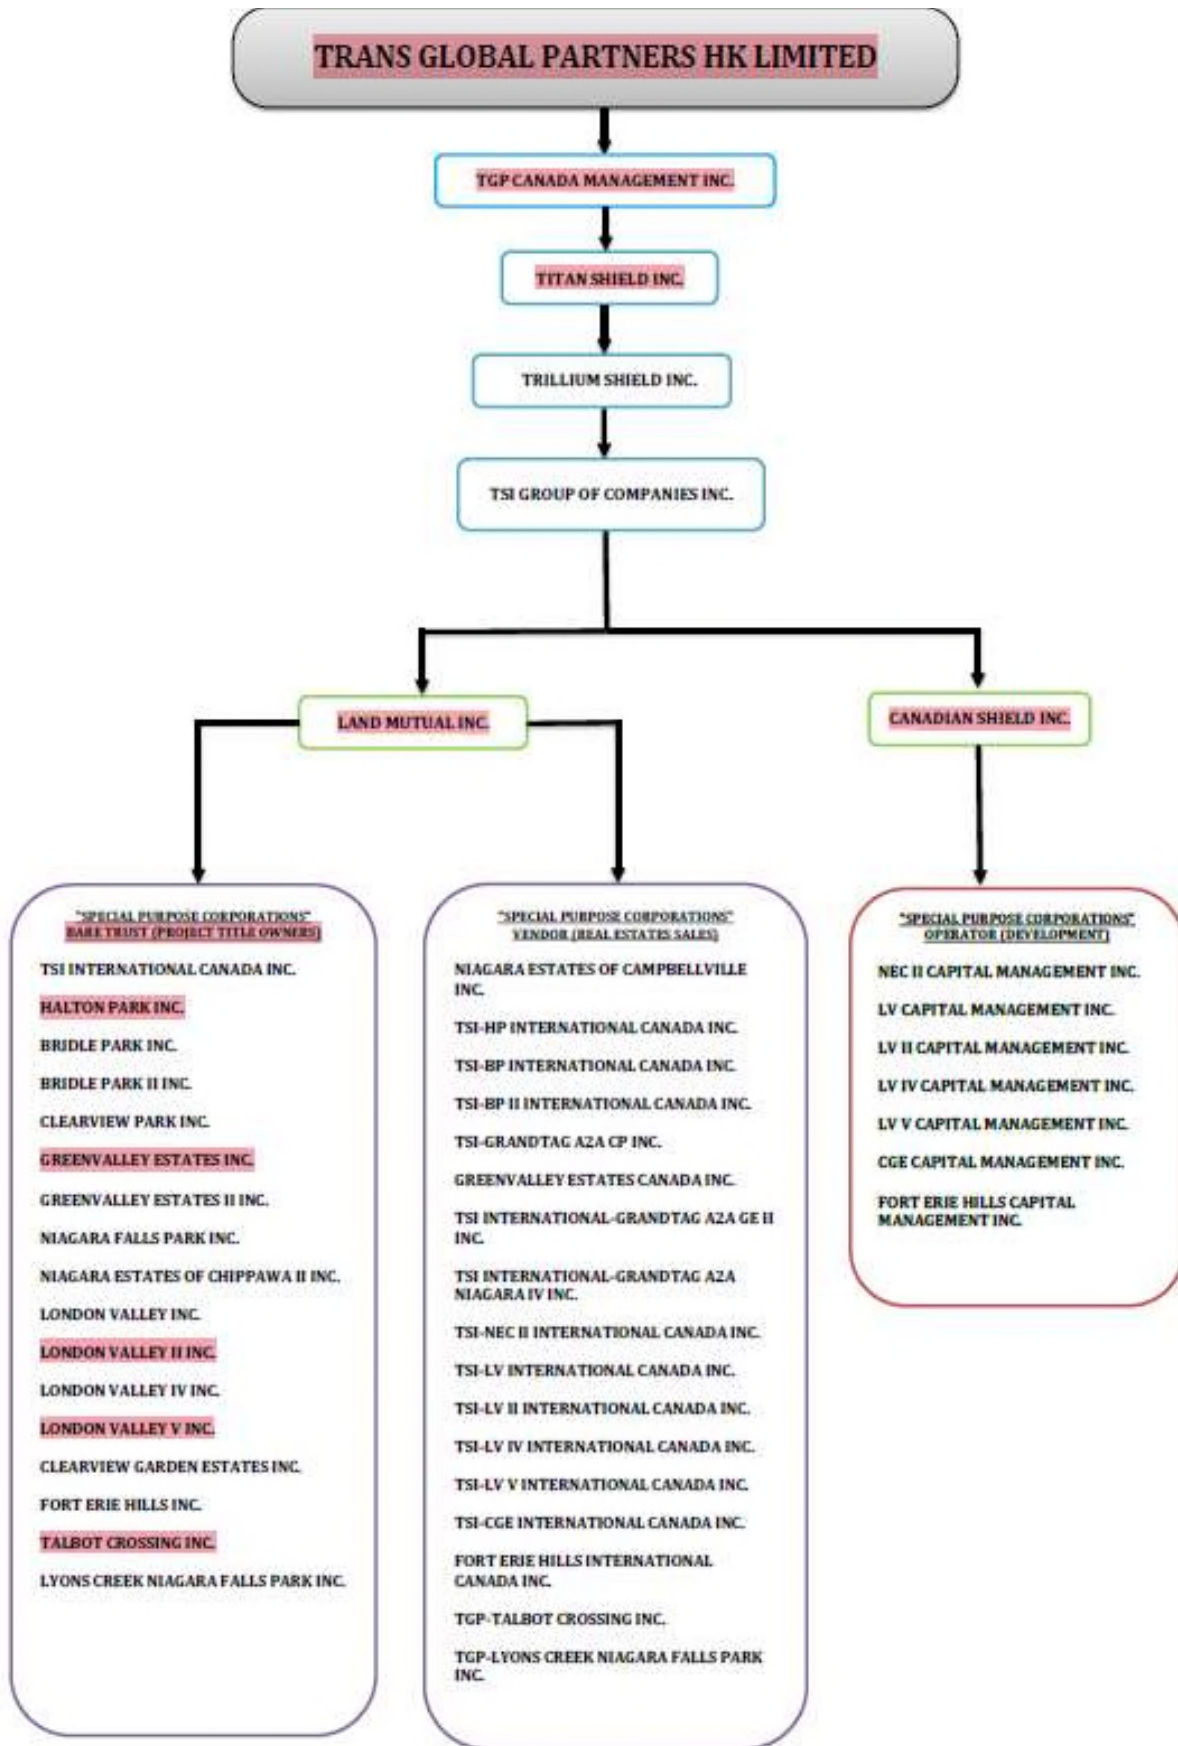 TRANS GLOBAL PARTNERS HK LIMITED
TGP CANADA MANAGEMENT INC.
TITAN SHIELD INC.
TRILLIUM SHIELD INC.
TSI GROUP OF COMPANIES INC.
LAND MUTUAL INC.
CANADIAN SHIELD INC.
"SPECIAL PURPOSE CORPORATIONS"
BARE TRUST (PROJECT TITLE OWNERS)
TSI INTERNATIONAL CANADA INC.
HALTON PARK INC.
BRIDLE PARK INC.
BRIDLE PARK II INC.
CLEARVIEW PARK INC.
GREENVALLEY ESTATES INC.
GREENVALLEY ESTATES II INC.
NIAGARA FALLS PARK INC.
NIAGARA ESTATES OF CHIPPAWA II INC.
LONDON VALLEY INC.
LONDON VALLEY II INC.
LONDON VALLEY IV INC.
LONDON VALLEY V INC.
CLEARVIEW GARDEN ESTATES INC.
FORT ERIE HILLS INC.
TALBOT CROSSING INC.
LYONS CREEK NIAGARA FALLS PARK INC.
"SPECIAL PURPOSE CORPORATIONS"
VENDOR (REAL ESTATES SALES)
NIAGARA ESTATES OF CAMPBELLVILLE
INC.
TSI-HP INTERNATIONAL CANADA INC.
TSI-BP INTERNATIONAL CANADA INC.
TSI-BP II INTERNATIONAL CANADA INC.
TSI-GRANDTAG A2A CP INC.
GREENVALLEY ESTATES CANADA INC.
TSI INTERNATIONAL-GRANDTAG A2A GE II
INC.
TSI INTERNATIONAL-GRANDTAG A2A
NIAGARA IV INC.
TSI-NEC II INTERNATIONAL CANADA INC.
TSI-LV INTERNATIONAL CANADA INC.
TSI-LV II INTERNATIONAL CANADA INC.
TSI-LV IV INTERNATIONAL CANADA INC.
TSI-LV V INTERNATIONAL CANADA INC.
TSI-CGE INTERNATIONAL CANADA INC.
FORT ERIE HILLS INTERNATIONAL
CANADA INC.
TGP-TALBOT CROSSING INC.
TGP-LYONS CREEK NIAGARA FALLS PARK
INC.
"SPECIAL PURPOSE CORPORATIONS"
OPERATOR (DEVELOPMENT)
NEC II CAPITAL MANAGEMENT INC.
LV CAPITAL MANAGEMENT INC.
LV II CAPITAL MANAGEMENT INC.
LV IV CAPITAL MANAGEMENT INC.
LV V CAPITAL MANAGEMENT INC.
CGE CAPITAL MANAGEMENT INC.
FORT ERIE HILLS CAPITAL
MANAGEMENT INC.